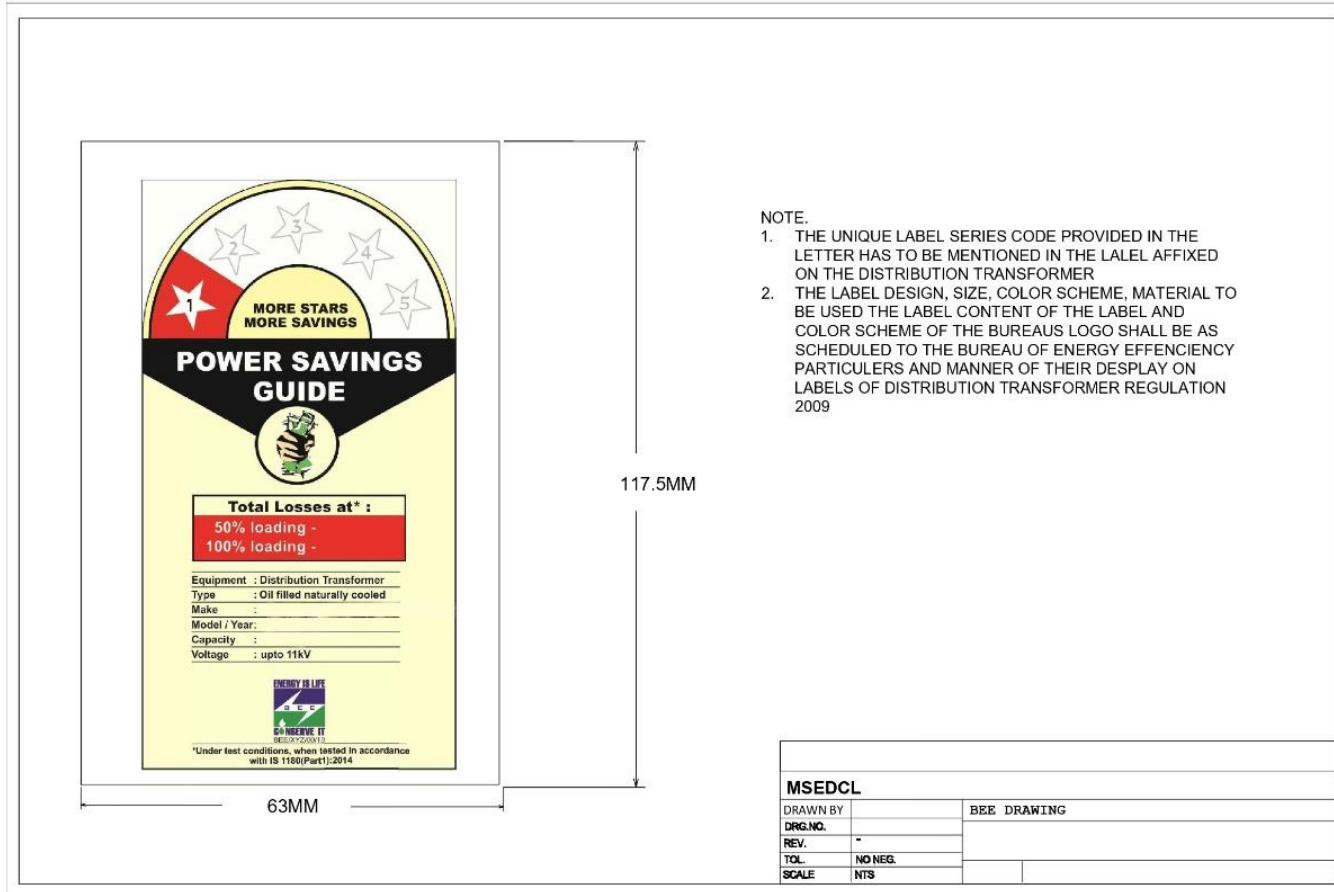 3
2
4
1
5
MORE STARS
MORE SAVINGS
POWER SAVINGS
GUIDE
Total Losses at* :
50% loading -
100% loading -
Equipment : Distribution Transformer
Type : Oil filled naturally cooled
Make :
Model / Year:
Capacity :
Voltage : upto 11kV
ENERGY IS LIFE
BEE
CONSERVE IT
*Under test conditions, when tested in accordance
with IS 1180(Part1):2014
63MM
117.5MM
NOTE.
1. THE UNIQUE LABEL SERIES CODE PROVIDED IN THE
LETTER HAS TO BE MENTIONED IN THE LALEL AFFIXED
ON THE DISTRIBUTION TRANSFORMER
2. THE LABEL DESIGN, SIZE, COLOR SCHEME, MATERIAL TO
BE USED THE LABEL CONTENT OF THE LABEL AND
COLOR SCHEME OF THE BUREAUS LOGO SHALL BE AS
SCHEDULED TO THE BUREAU OF ENERGY EFFENCIENCY
PARTICULERS AND MANNER OF THEIR DESPLAY ON
LABELS OF DISTRIBUTION TRANSFORMER REGULATION
2009
MSEDCL
DRAWN BY BEE DRAWING
DRG.NO.
REV. -
TOL. NO NEG.
SCALE NTS